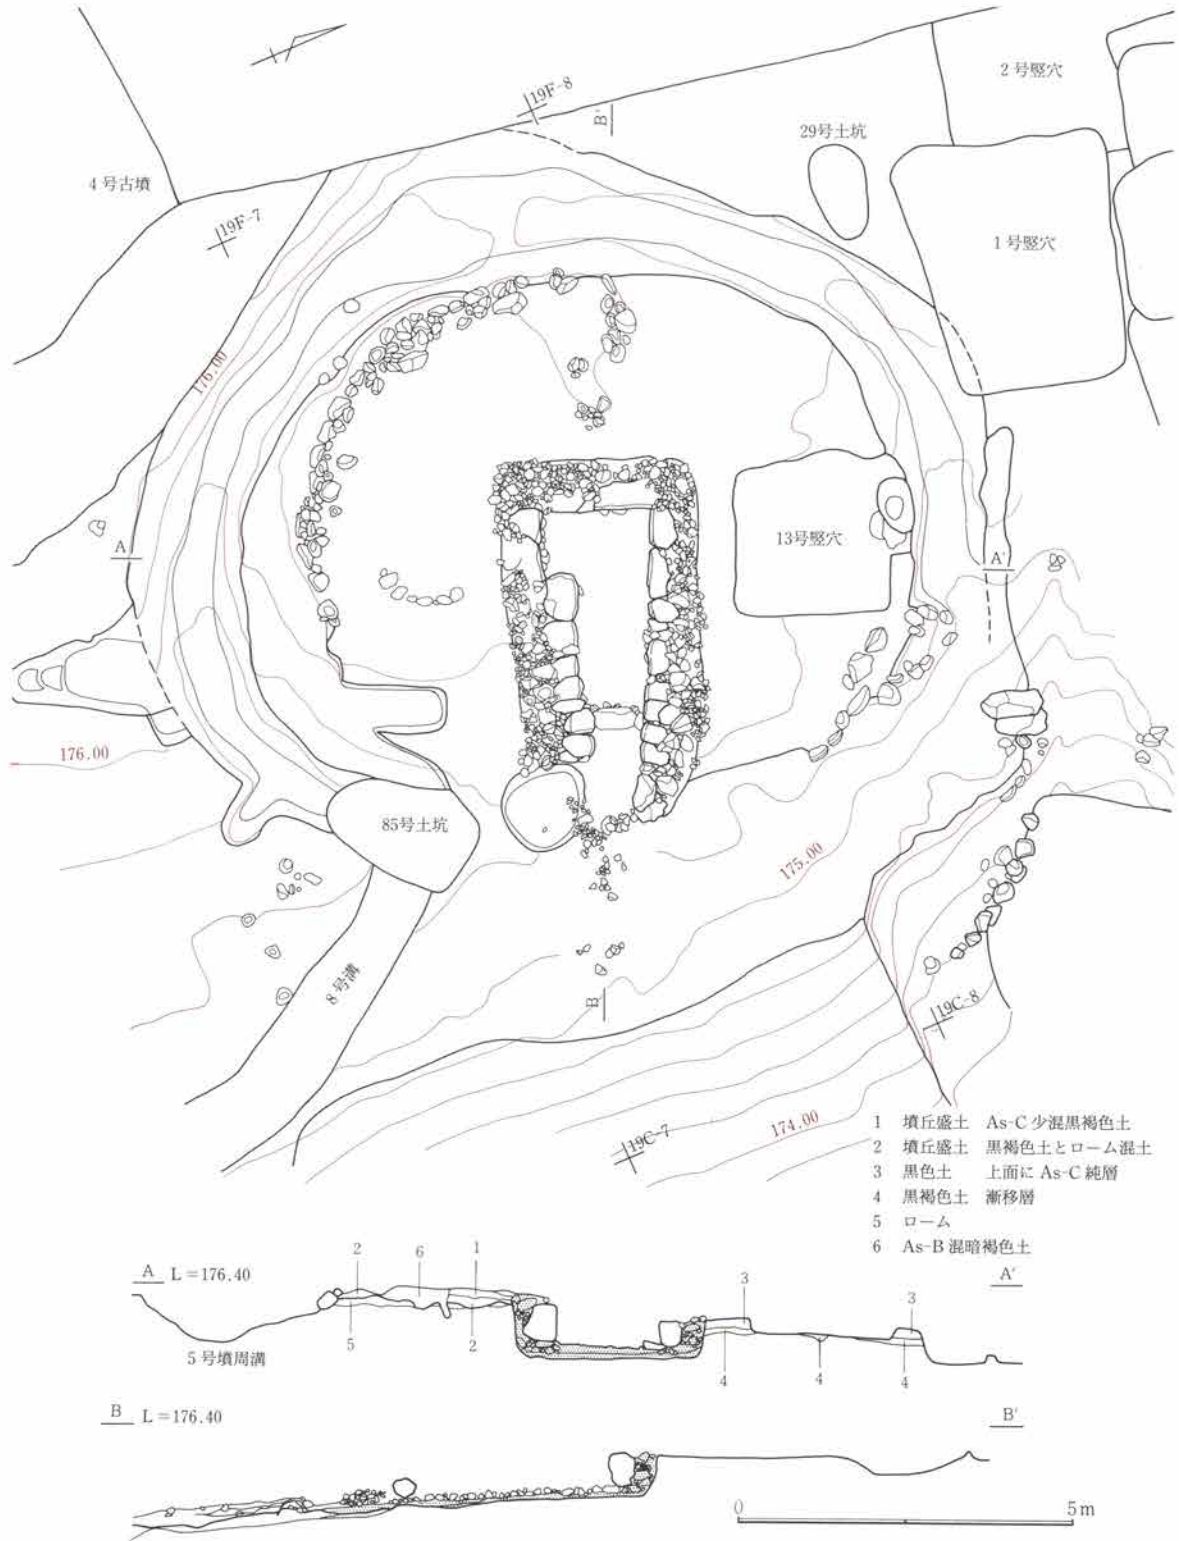 19F-8
B'
2号竪穴
29号土坑
4号古墳
19F-7
1号竪穴
176.00
13号竪穴
A
A'
176.00
85号土坑
175.00
8号溝
B
19C-8
174.00
19C-7
1 墳丘盛土 As-C 少混黒褐色土
2 墳丘盛土 黒褐色土とローム混土
3 黒色土 上面に As-C 純層
4 黒褐色土 漸移層
5 ローム
6 As-B 混暗褐色土
2 6 1
A L=176.40
A'
3
3
5号墳周溝
5 2
4 4 4
B L=176.40
B'
0 5m